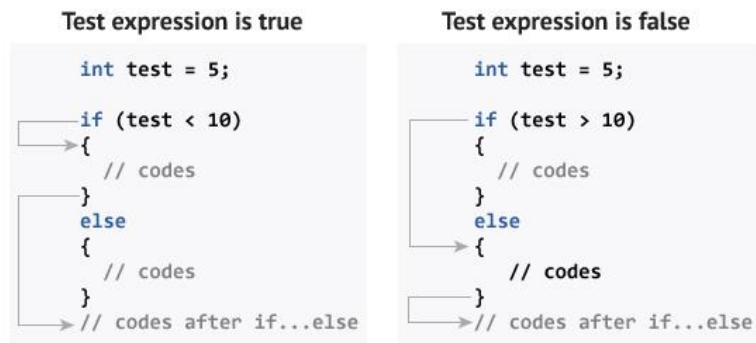 Test expression is true
int test = 5;
if (test < 10)
{
// codes
}
else
{
// codes
}
// codes after if...else
Test expression is false
int test = 5;
if (test > 10)
{
// codes
}
else
{
// codes
}
// codes after if...else